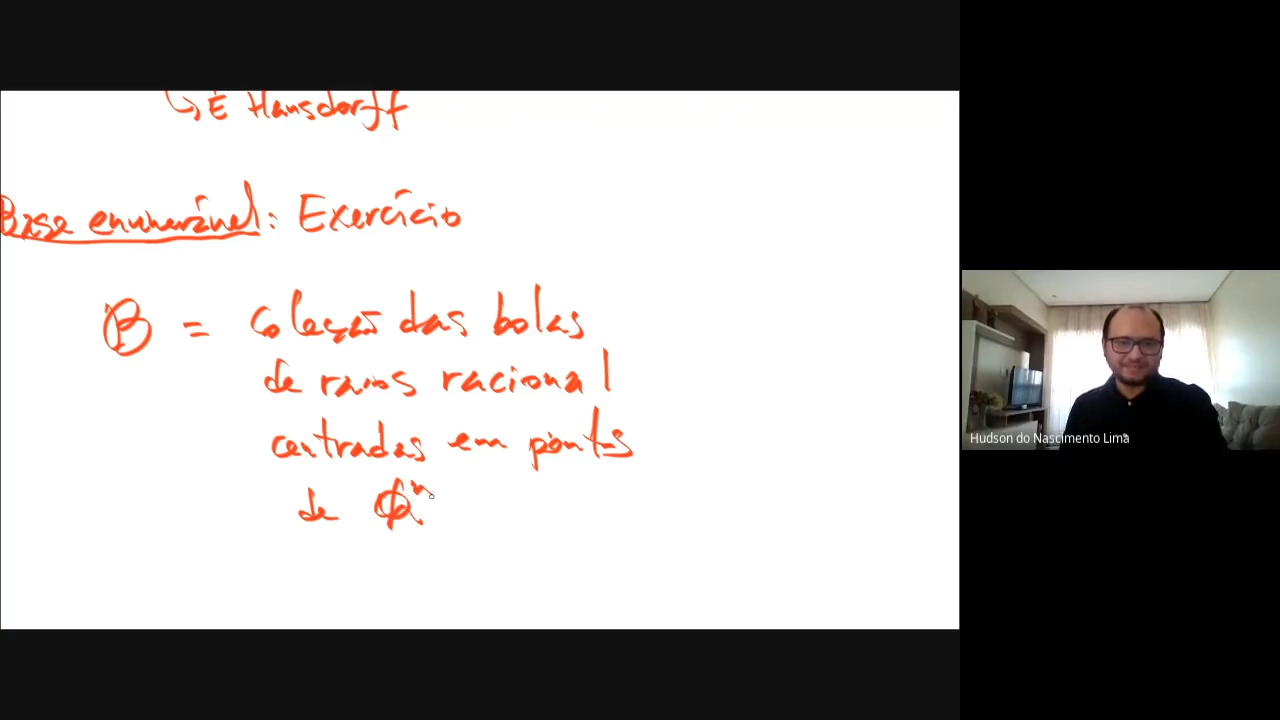 ↳ É Hausdorff
Base enumerável: Exercício
B = coleção das bolas
de raios racional
centradas em pontos
de ℚⁿ
Hudson do Nascimento Lima